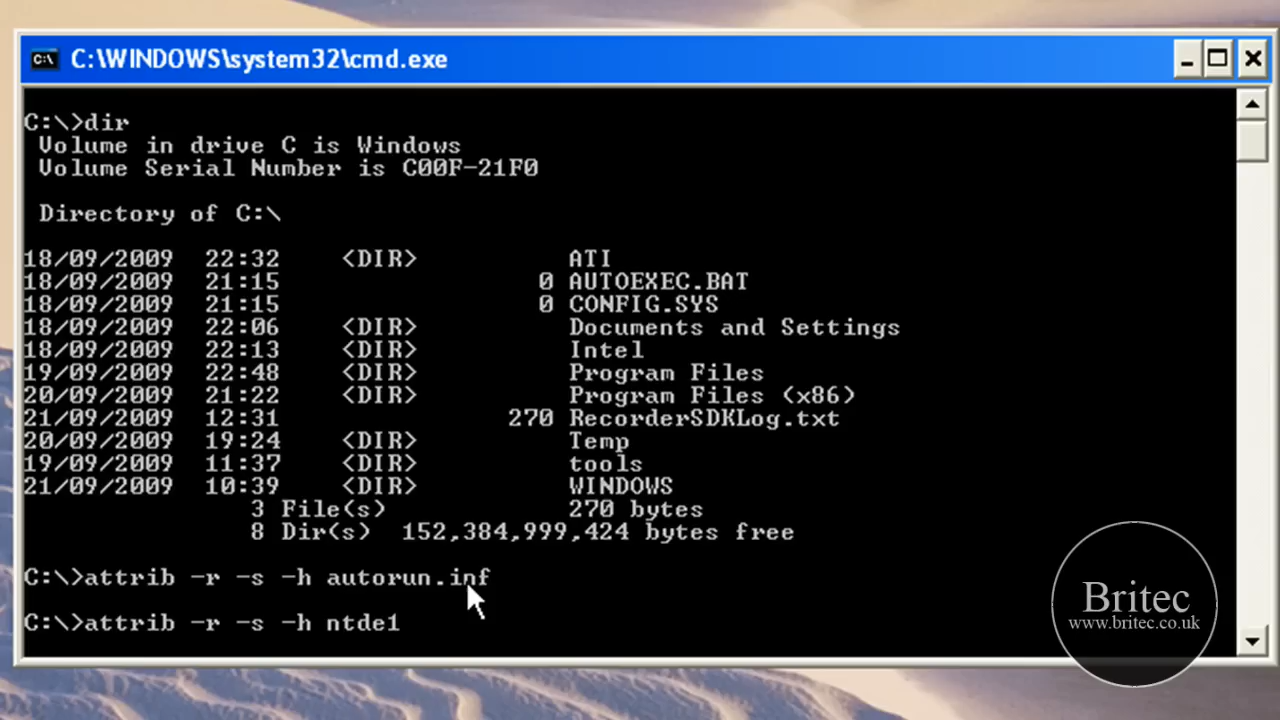 C:\WINDOWS\system32\cmd.exe
C:\>dir
Volume in drive C is Windows
Volume Serial Number is C00F-21F0
Directory of C:\
18/09/2009 22:32 <DIR> ATI
18/09/2009 21:15 0 AUTOEXEC.BAT
18/09/2009 21:15 0 CONFIG.SYS
18/09/2009 22:06 <DIR> Documents and Settings
18/09/2009 22:13 <DIR> Intel
19/09/2009 22:48 <DIR> Program Files
20/09/2009 21:22 <DIR> Program Files (x86)
21/09/2009 12:31 270 RecorderSDKLog.txt
20/09/2009 19:24 <DIR> Temp
19/09/2009 11:37 <DIR> tools
21/09/2009 10:39 <DIR> WINDOWS
3 File(s) 270 bytes
8 Dir(s) 152,384,999,424 bytes free
C:\>attrib -r -s -h autorun.inf
C:\>attrib -r -s -h ntde1
Britec
www.britec.co.uk